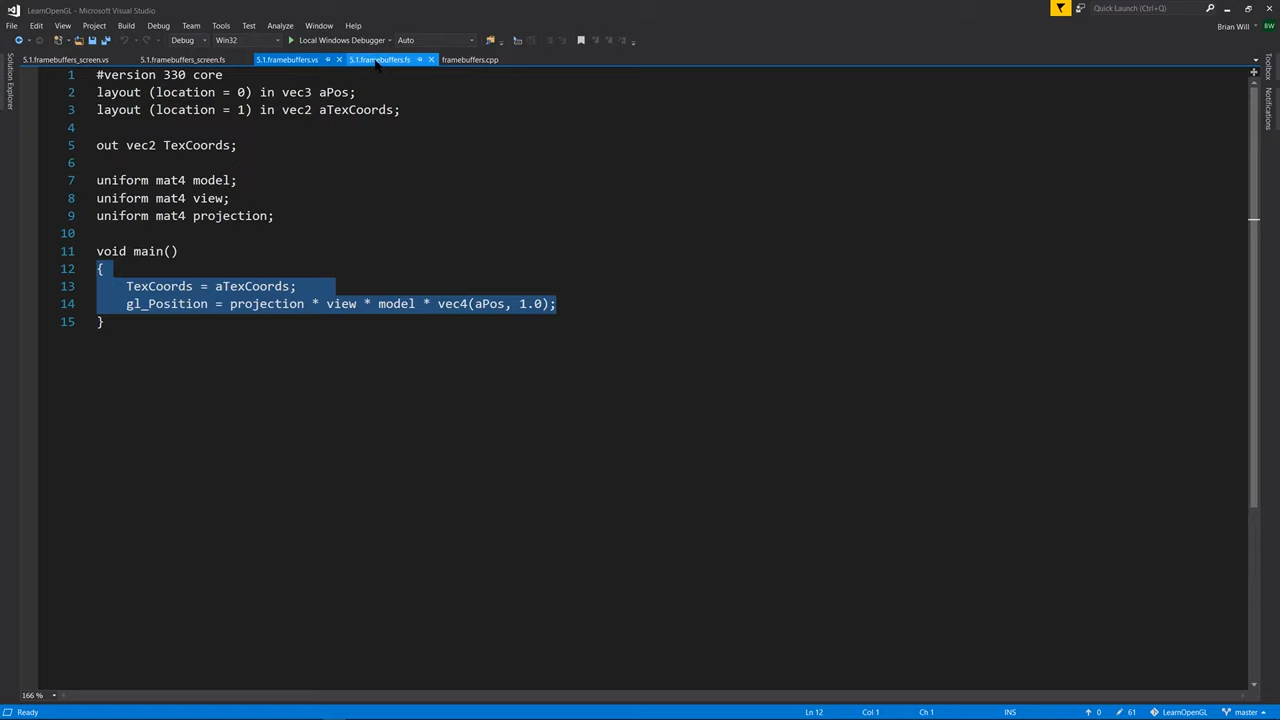 LearnOpenGL - Microsoft Visual Studio
Quick Launch (Ctrl+Q)
File Edit View Project Build Debug Team Tools Test Analyze Window Help
Brian Will BW
Debug Win32 Local Windows Debugger Auto
5.1.framebuffers_screen.vs 5.1.framebuffers_screen.fs 5.1.framebuffers.vs 5.1.framebuffers.fs framebuffers.cpp
Solution Explorer
Toolbox
Notifications
1 #version 330 core
2 layout (location = 0) in vec3 aPos;
3 layout (location = 1) in vec2 aTexCoords;
4
5 out vec2 TexCoords;
6
7 uniform mat4 model;
8 uniform mat4 view;
9 uniform mat4 projection;
10
11 void main()
12 {
13 TexCoords = aTexCoords;
14 gl_Position = projection * view * model * vec4(aPos, 1.0);
15 }
166 %
Ready Ln 12 Col 1 Ch 1 INS 0 61 LearnOpenGL master